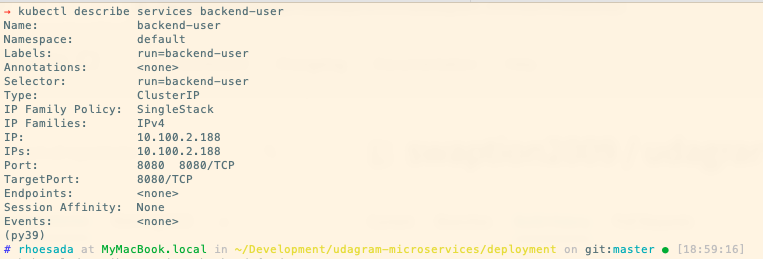 → kubectl describe services backend-user
Name:              backend-user
Namespace:         default
Labels:            run=backend-user
Annotations:       <none>
Selector:          run=backend-user
Type:              ClusterIP
IP Family Policy:  SingleStack
IP Families:       IPv4
IP:                10.100.2.188
IPs:               10.100.2.188
Port:              8080  8080/TCP
TargetPort:        8080/TCP
Endpoints:         <none>
Session Affinity:  None
Events:            <none>
(py39)
# rhoesada at MyMacBook.local in ~/Development/udagram-microservices/deployment on git:master ● [18:59:16]